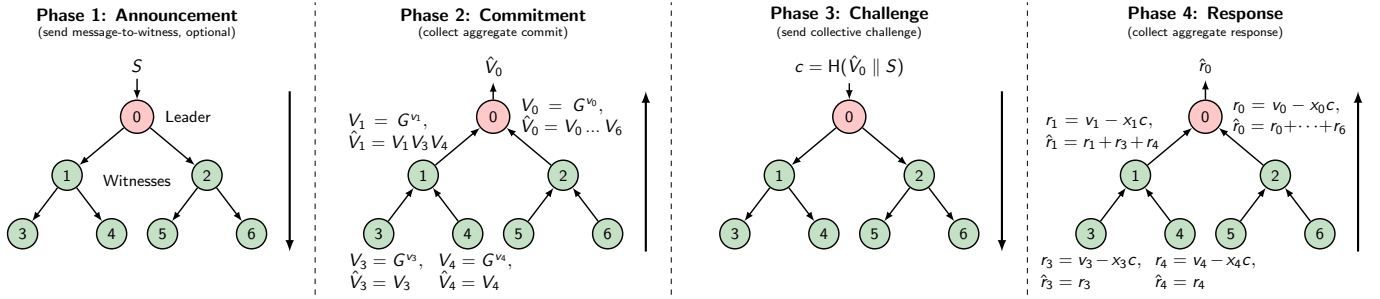 Phase 1: Announcement
(send message-to-witness, optional)
S
0
Leader
1
Witnesses
2
3
4
5
6
Phase 2: Commitment
(collect aggregate commit)
V̂₀
V₀ = Gᵛ⁰,
V̂₀ = V₀ ... V₆
0
V₁ = Gᵛ¹,
V̂₁ = V₁V₃V₄
1
2
3
4
5
6
V₃ = Gᵛ³, V₄ = Gᵛ⁴,
V̂₃ = V₃ V̂₄ = V₄
Phase 3: Challenge
(send collective challenge)
c = H(V̂₀ ∥ S)
0
1
2
3
4
5
6
Phase 4: Response
(collect aggregate response)
r̂₀
r₀ = v₀ − x₀c,
r̂₀ = r₀+⋯+r₆
0
r₁ = v₁ − x₁c,
r̂₁ = r₁+r₃+r₄
1
2
3
4
5
6
r₃ = v₃−x₃c, r₄ = v₄−x₄c,
r̂₃ = r₃ r̂₄ = r₄